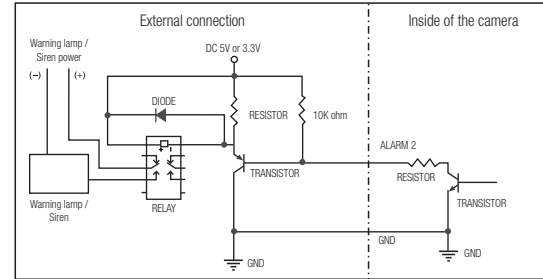 External connection
Inside of the camera
Warning lamp /
Siren power
(−)
(+)
DC 5V or 3.3V
DIODE
RESISTOR
10K ohm
ALARM 2
RESISTOR
TRANSISTOR
TRANSISTOR
RELAY
Warning lamp /
Siren
GND
GND
GND